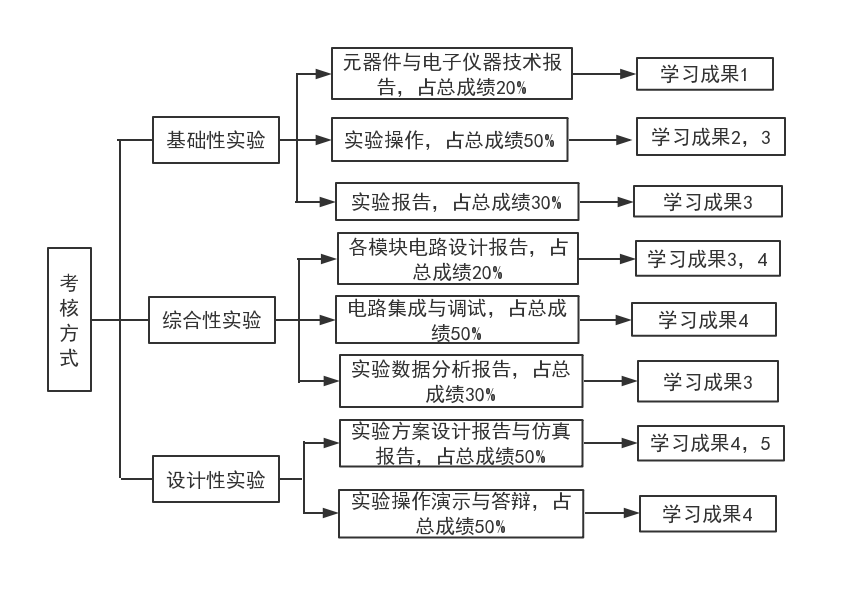 考
核
方
式
基础性实验
元器件与电子仪器技术报
告，占总成绩20%
学习成果1
实验操作，占总成绩50%
学习成果2，3
实验报告，占总成绩30%
学习成果3
综合性实验
各模块电路设计报告，占
总成绩20%
学习成果3，4
电路集成与调试，占总成
绩50%
学习成果4
实验数据分析报告，占总
成绩30%
学习成果3
设计性实验
实验方案设计报告与仿真
报告，占总成绩50%
学习成果4，5
实验操作演示与答辩，占
总成绩50%
学习成果4